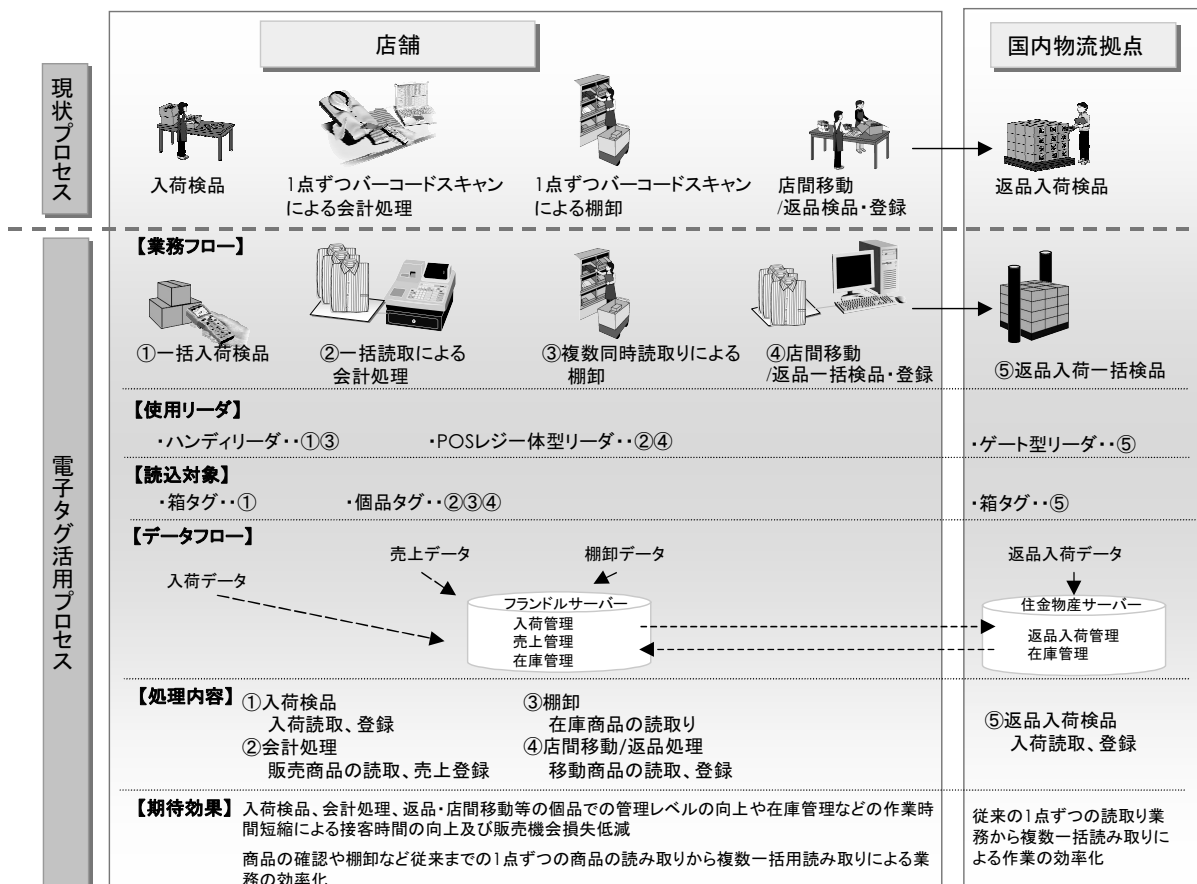 店舗
国内物流拠点
現状プロセス
入荷検品
1点ずつバーコードスキャン
による会計処理
1点ずつバーコードスキャン
による棚卸
店間移動
/返品検品・登録
返品入荷検品
電子タグ活用プロセス
【業務フロー】
①一括入荷検品
②一括読取による
会計処理
③複数同時読取りによる
棚卸
④店間移動
/返品一括検品・登録
⑤返品入荷一括検品
【使用リーダ】
・ハンディリーダ・・①③
・POSレジ一体型リーダ・・②④
・ゲート型リーダ・・⑤
【読込対象】
・箱タグ・・①
・個品タグ・・②③④
・箱タグ・・⑤
【データフロー】
売上データ
棚卸データ
返品入荷データ
入荷データ
フランドルサーバー
入荷管理
売上管理
在庫管理
住金物産サーバー
返品入荷管理
在庫管理
【処理内容】
①入荷検品
入荷読取、登録
②会計処理
販売商品の読取、売上登録
③棚卸
在庫商品の読取り
④店間移動/返品処理
移動商品の読取、登録
⑤返品入荷検品
入荷読取、登録
【期待効果】
入荷検品、会計処理、返品・店間移動等の個品での管理レベルの向上や在庫管理などの作業時
間短縮による接客時間の向上及び販売機会損失低減
商品の確認や棚卸など従来までの1点ずつの商品の読み取りから複数一括用読み取りによる業
務の効率化
従来の1点ずつの読取り業
務から複数一括読み取りに
よる作業の効率化